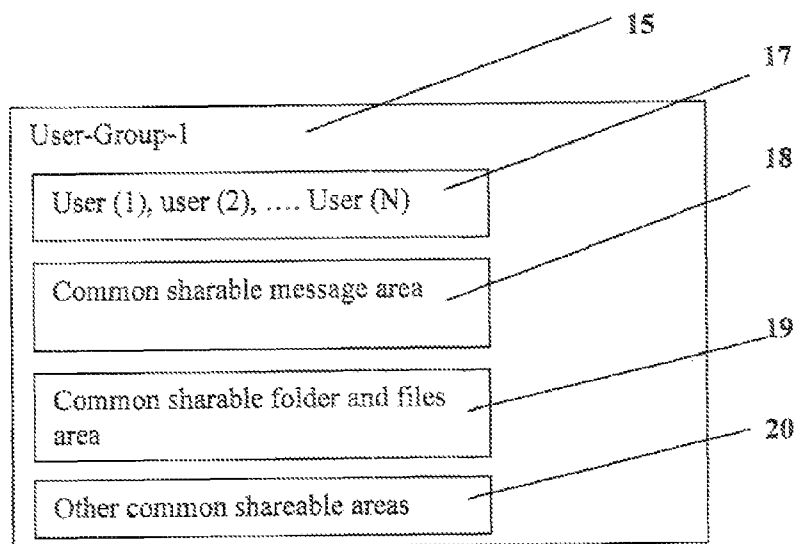 15
17
User-Group-1
18
User (1), user (2), .... User (N)
Common sharable message area
19
Common sharable folder and files
area
20
Other common shareable areas